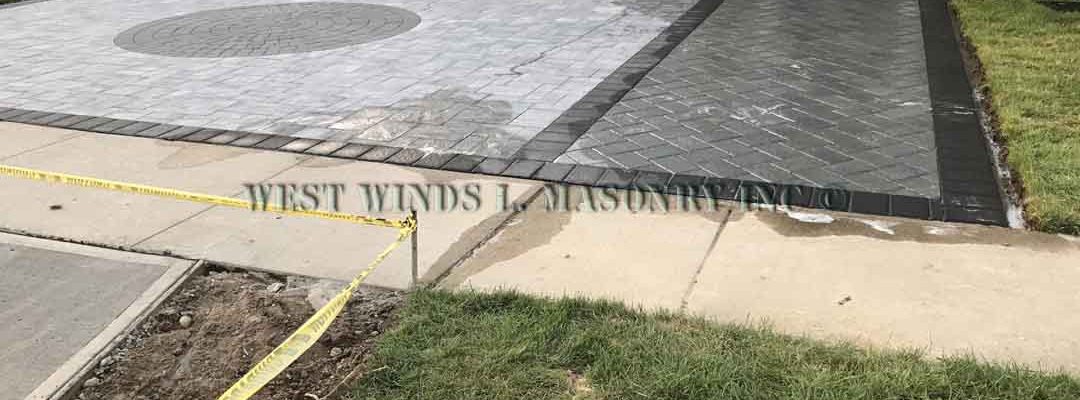 WEST WINDS L. MASONRY INC ©